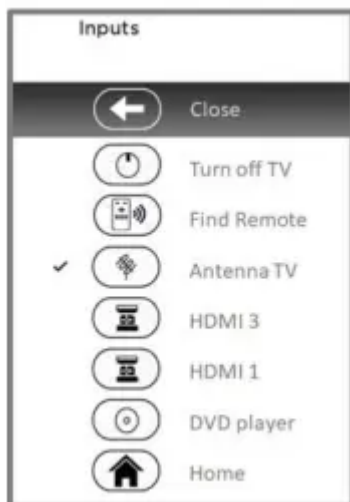 Inputs
Close
Turn off TV
Find Remote
Antenna TV
HDMI 3
HDMI 1
DVD player
Home